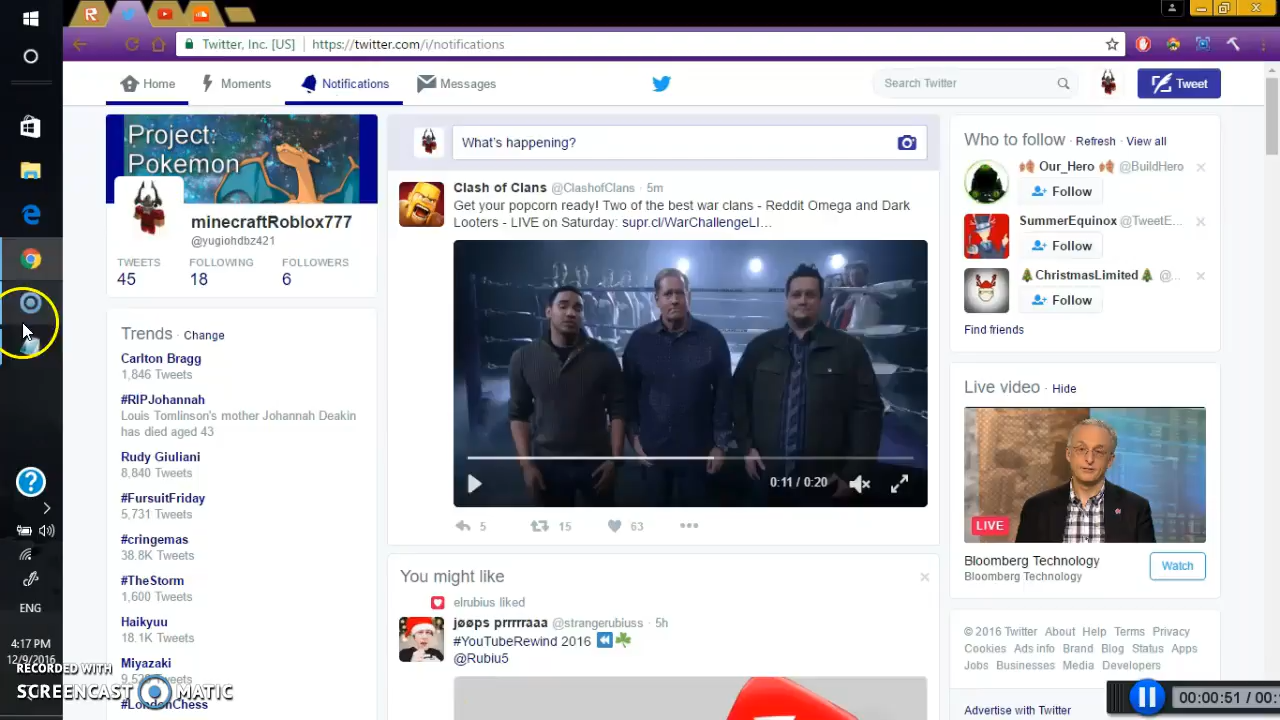 Twitter, Inc. [US] https://twitter.com/i/notifications
Home Moments Notifications Messages
Search Twitter
Tweet
Project:
Pokemon
minecraftRoblox777
@yugiohdbz421
TWEETS FOLLOWING FOLLOWERS
45 18 6
Trends · Change
Carlton Bragg
1,846 Tweets
#RIPJohannah
Louis Tomlinson's mother Johannah Deakin
has died aged 43
Rudy Giuliani
8,840 Tweets
#FursuitFriday
5,731 Tweets
#cringemas
38.8K Tweets
#TheStorm
1,600 Tweets
Haikyuu
18.1K Tweets
Miyazaki
Tweets
#LondonChess
What's happening?
Clash of Clans @ClashofClans · 5m
Get your popcorn ready! Two of the best war clans - Reddit Omega and Dark
Looters - LIVE on Saturday: supr.cl/WarChallengeLI…
0:11 / 0:20
5 15 63
You might like
elrubius liked
jøøps prrrrraaa @strangerubiuss · 5h
#YouTubeRewind 2016
@Rubiu5
Who to follow · Refresh · View all
Our_Hero @BuildHero
Follow
SummerEquinox @TweetE...
Follow
ChristmasLimited @...
Follow
Find friends
Live video · Hide
LIVE
Bloomberg Technology
Bloomberg Technology
Watch
© 2016 Twitter About Help Terms Privacy
Cookies Ads info Brand Blog Status Apps
Jobs Businesses Media Developers
Advertise with Twitter
ENG
4:17 PM
12/9/2016
RECORDED WITH
SCREENCAST MATIC
00:00:51 / 00: